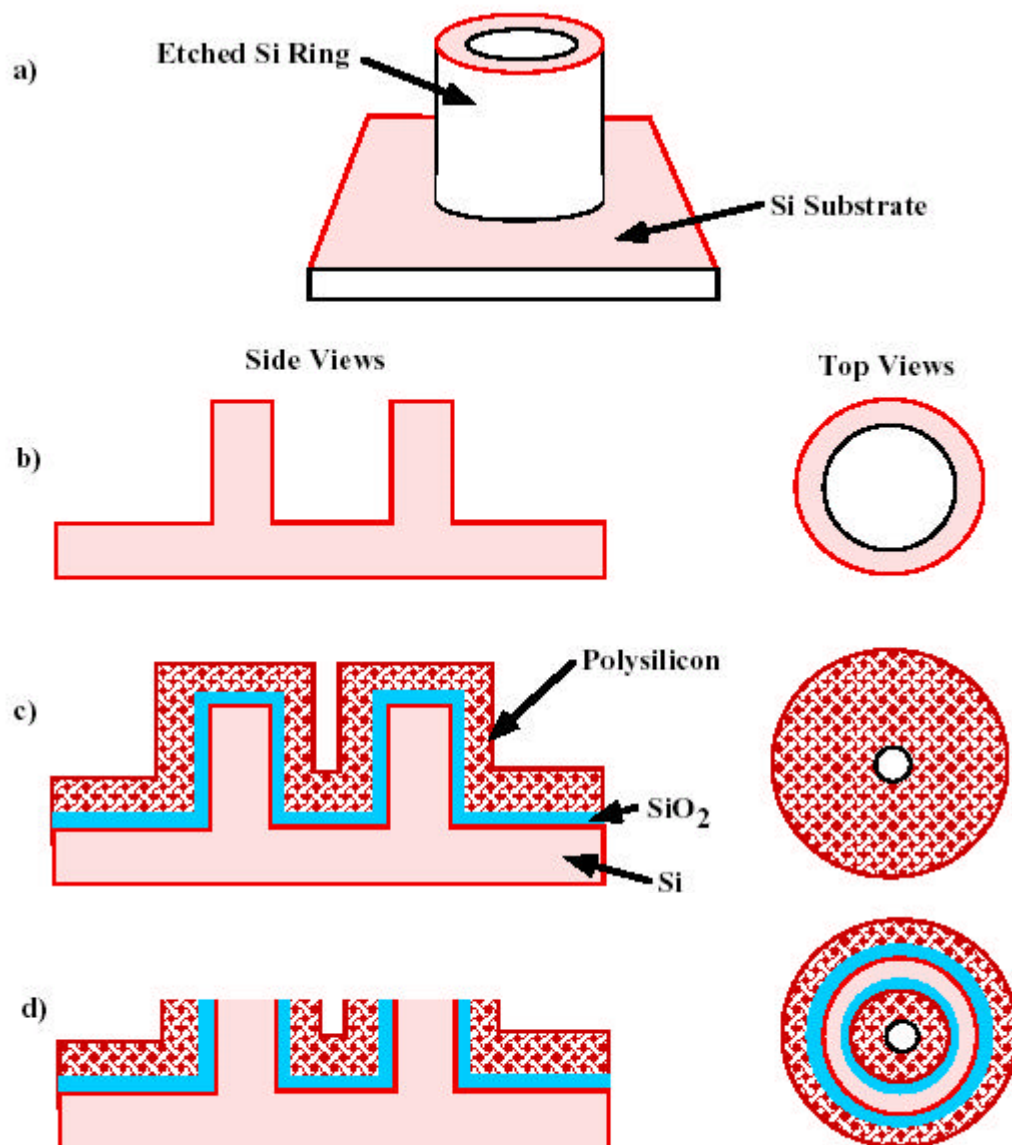 a)
Etched Si Ring
Si Substrate
Side Views
Top Views
b)
c)
Polysilicon
SiO2
Si
d)